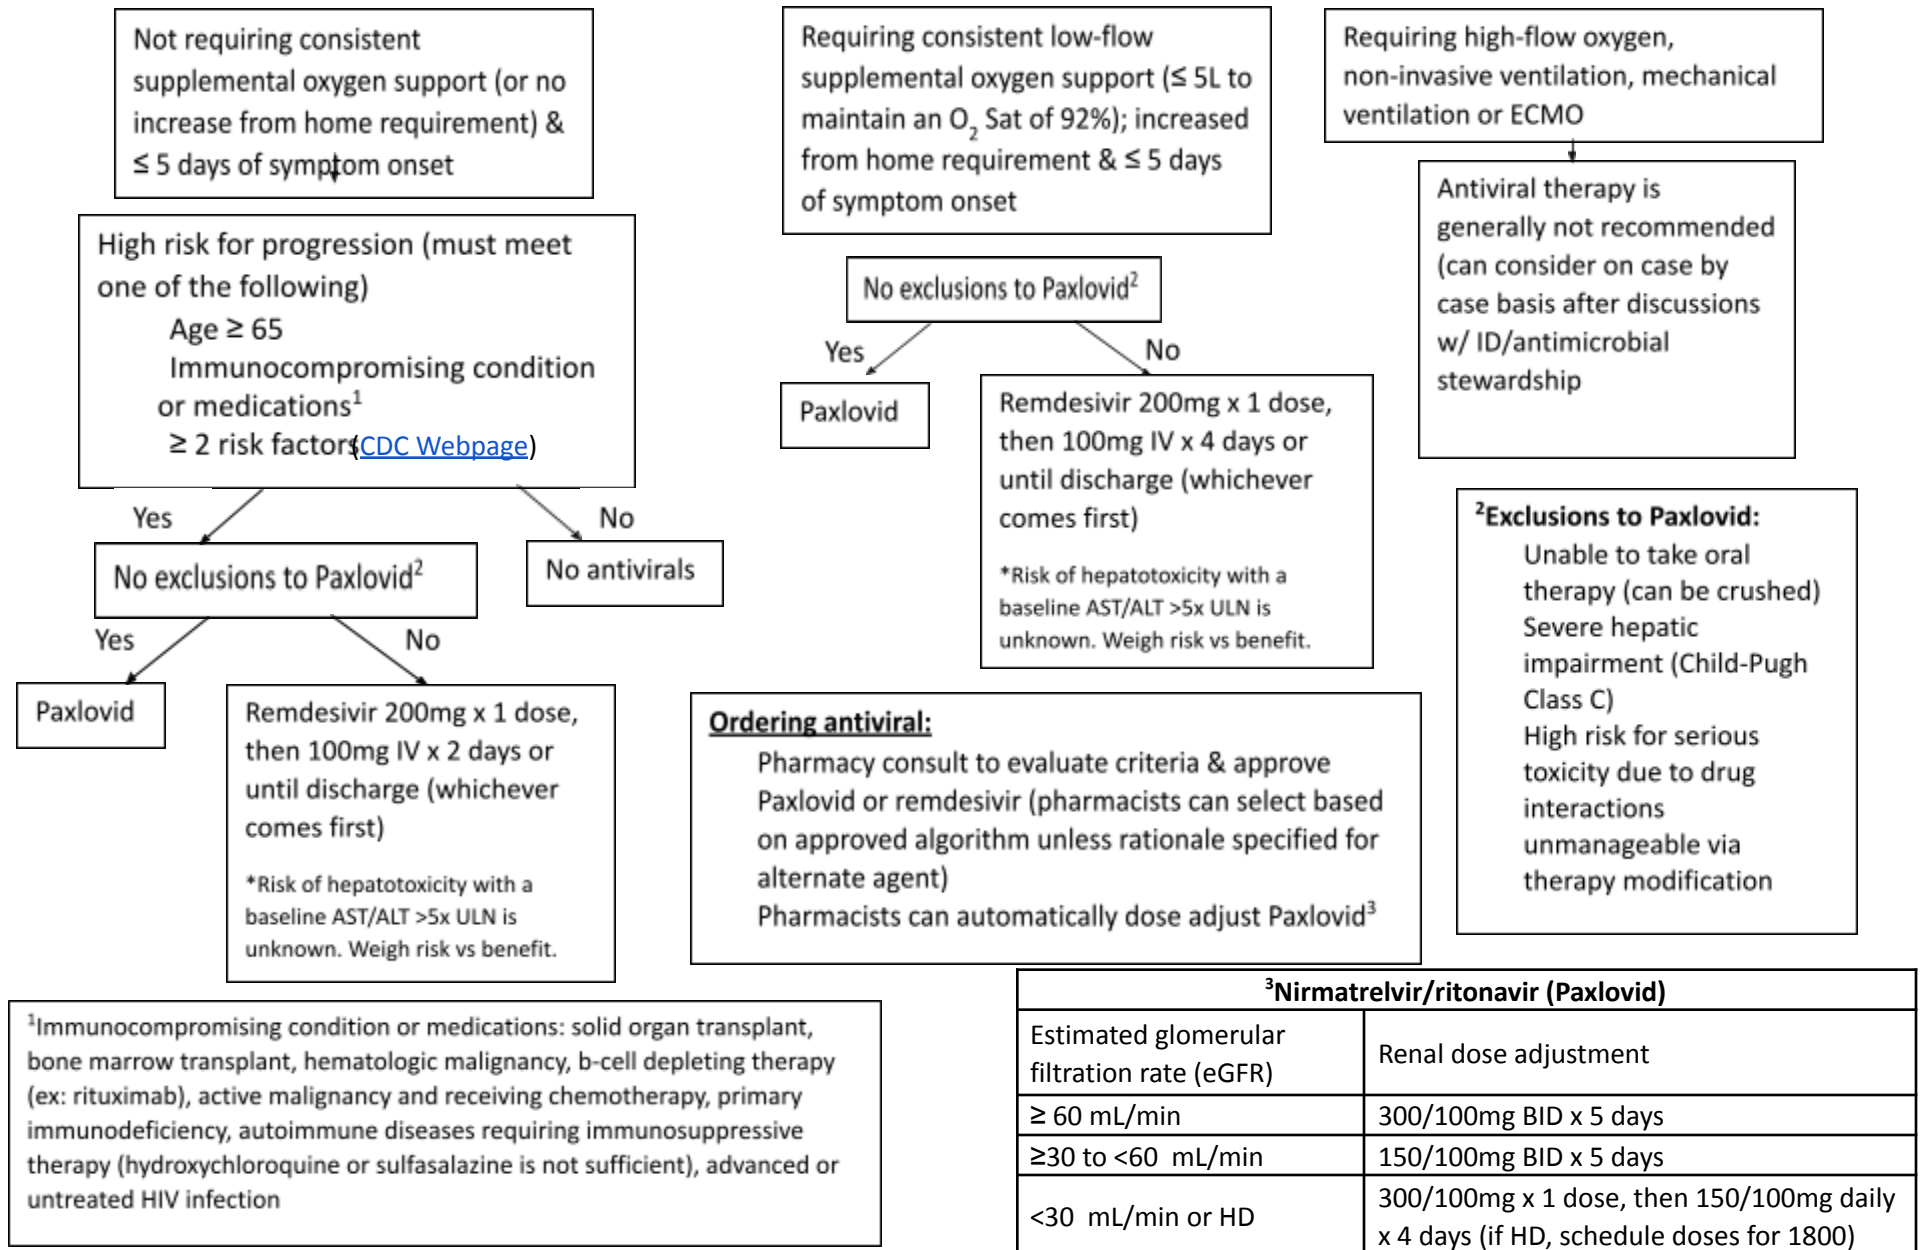 Not requiring consistent
supplemental oxygen support (or no
increase from home requirement) &
≤ 5 days of symptom onset
High risk for progression (must meet
one of the following)
Age ≥ 65
Immunocompromising condition
or medications¹
≥ 2 risk factors(CDC Webpage)
Yes
No
No exclusions to Paxlovid²
No antivirals
Yes
No
Paxlovid
Remdesivir 200mg x 1 dose,
then 100mg IV x 2 days or
until discharge (whichever
comes first)
*Risk of hepatotoxicity with a
baseline AST/ALT >5x ULN is
unknown. Weigh risk vs benefit.
Requiring consistent low-flow
supplemental oxygen support (≤ 5L to
maintain an O₂ Sat of 92%); increased
from home requirement & ≤ 5 days
of symptom onset
No exclusions to Paxlovid²
Yes
No
Paxlovid
Remdesivir 200mg x 1 dose,
then 100mg IV x 4 days or
until discharge (whichever
comes first)
*Risk of hepatotoxicity with a
baseline AST/ALT >5x ULN is
unknown. Weigh risk vs benefit.
Requiring high-flow oxygen,
non-invasive ventilation, mechanical
ventilation or ECMO
Antiviral therapy is
generally not recommended
(can consider on case by
case basis after discussions
w/ ID/antimicrobial
stewardship
²Exclusions to Paxlovid:
Unable to take oral
therapy (can be crushed)
Severe hepatic
impairment (Child-Pugh
Class C)
High risk for serious
toxicity due to drug
interactions
unmanageable via
therapy modification
Ordering antiviral:
Pharmacy consult to evaluate criteria & approve
Paxlovid or remdesivir (pharmacists can select based
on approved algorithm unless rationale specified for
alternate agent)
Pharmacists can automatically dose adjust Paxlovid³
¹Immunocompromising condition or medications: solid organ transplant,
bone marrow transplant, hematologic malignancy, b-cell depleting therapy
(ex: rituximab), active malignancy and receiving chemotherapy, primary
immunodeficiency, autoimmune diseases requiring immunosuppressive
therapy (hydroxychloroquine or sulfasalazine is not sufficient), advanced or
untreated HIV infection
³Nirmatrelvir/ritonavir (Paxlovid)
Estimated glomerular
filtration rate (eGFR)
Renal dose adjustment
≥ 60 mL/min
300/100mg BID x 5 days
≥30 to <60 mL/min
150/100mg BID x 5 days
<30 mL/min or HD
300/100mg x 1 dose, then 150/100mg daily
x 4 days (if HD, schedule doses for 1800)